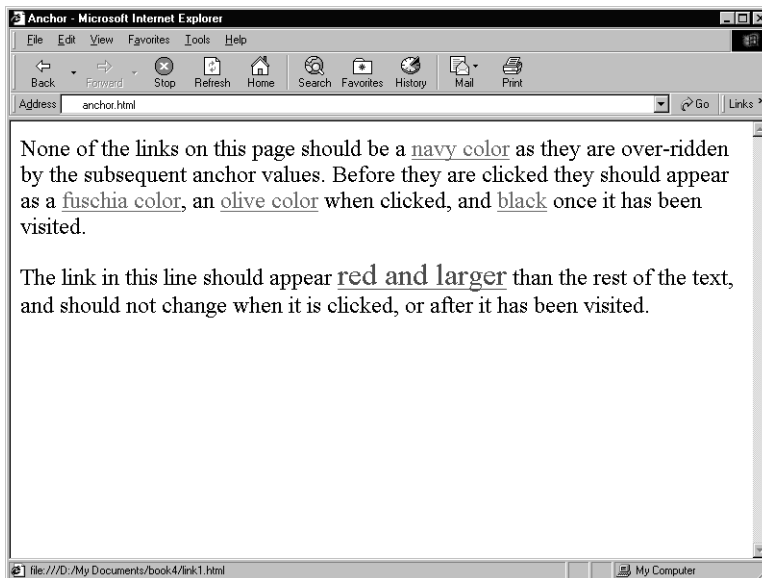 Anchor - Microsoft Internet Explorer
File Edit View Favorites Tools Help
Back Forward Stop Refresh Home Search Favorites History Mail Print
Address anchor.html Go Links
None of the links on this page should be a navy color as they are over-ridden
by the subsequent anchor values. Before they are clicked they should appear
as a fuschia color, an olive color when clicked, and black once it has been
visited.
The link in this line should appear red and larger than the rest of the text,
and should not change when it is clicked, or after it has been visited.
file:///D:/My Documents/book4/link1.html My Computer